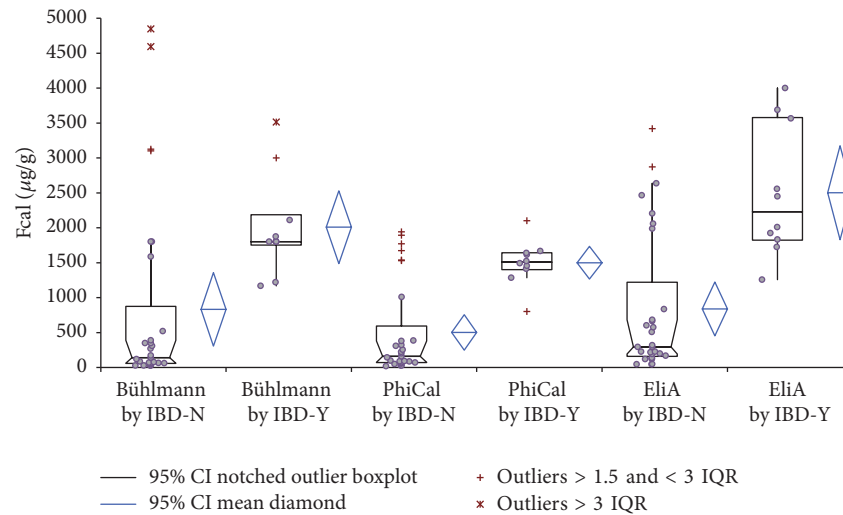 5000
4500
4000
3500
3000
2500
2000
1500
1000
500
0
Fcal (µg/g)
Bühlmann by IBD-N
Bühlmann by IBD-Y
PhiCal by IBD-N
PhiCal by IBD-Y
EliA by IBD-N
EliA by IBD-Y
95% CI notched outlier boxplot
95% CI mean diamond
Outliers > 1.5 and < 3 IQR
Outliers > 3 IQR